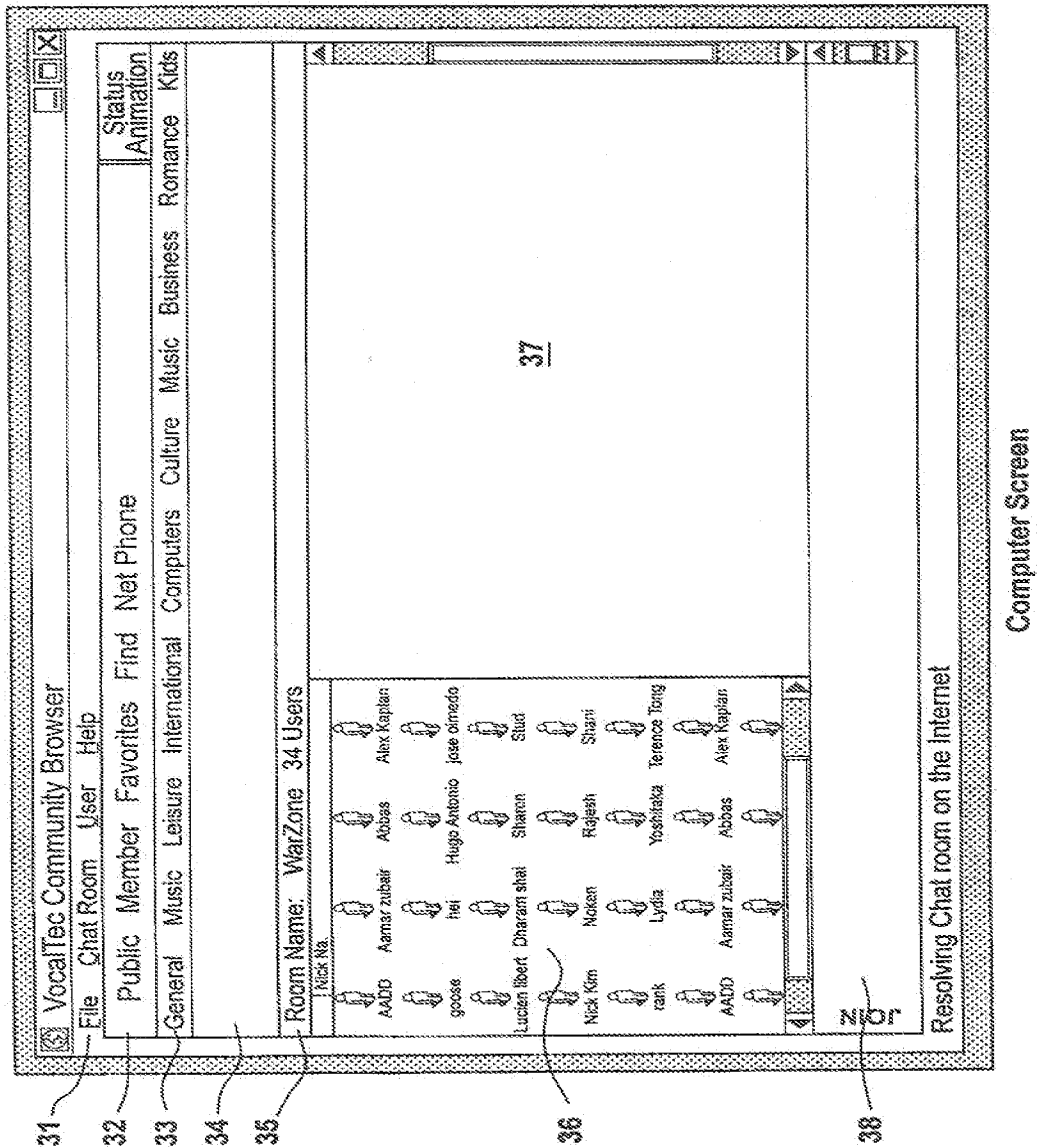 VocalTec Community Browser
31
File Chat Room User Help
32
Public Member Favorites Find Net Phone
Status
Animation
33
General Music Leisure International Computers Culture Music Business Romance Kids
34
35
Room Name: WarZone 34 Users
Nick Na.
AADD Aamar zubair Abbas Alex Kaplan
goose hei Hugo Antonio jose olmedo
Lucien libert Dharam shai Sharon Stud
Nick Kim Noken Rajesh Shani
rank Lydia Yoshitaka Terence Tong
AADD Aamar zubair Abbas Alex Kaplan
36
37
JOIN
38
Resolving Chat room on the Internet
Computer Screen